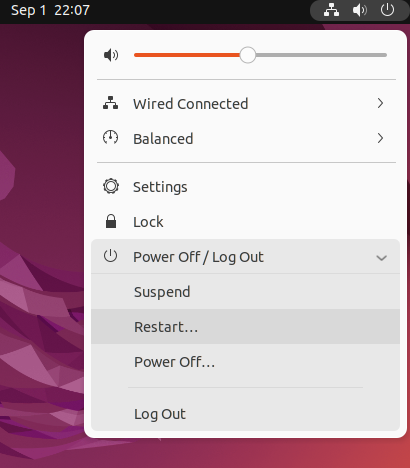 Sep 1 22:07
Wired Connected
Balanced
Settings
Lock
Power Off / Log Out
Suspend
Restart…
Power Off…
Log Out